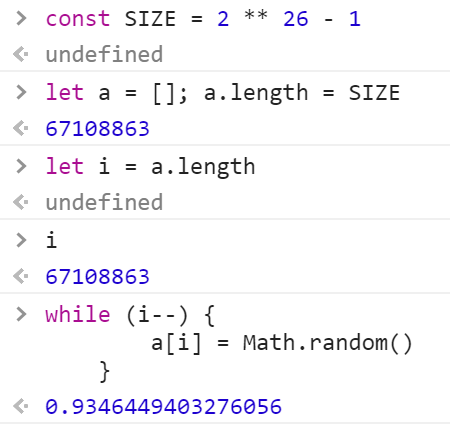 > const SIZE = 2 ** 26 - 1
undefined
> let a = []; a.length = SIZE
67108863
> let i = a.length
undefined
> i
67108863
> while (i--) {
a[i] = Math.random()
}
0.9346449403276056